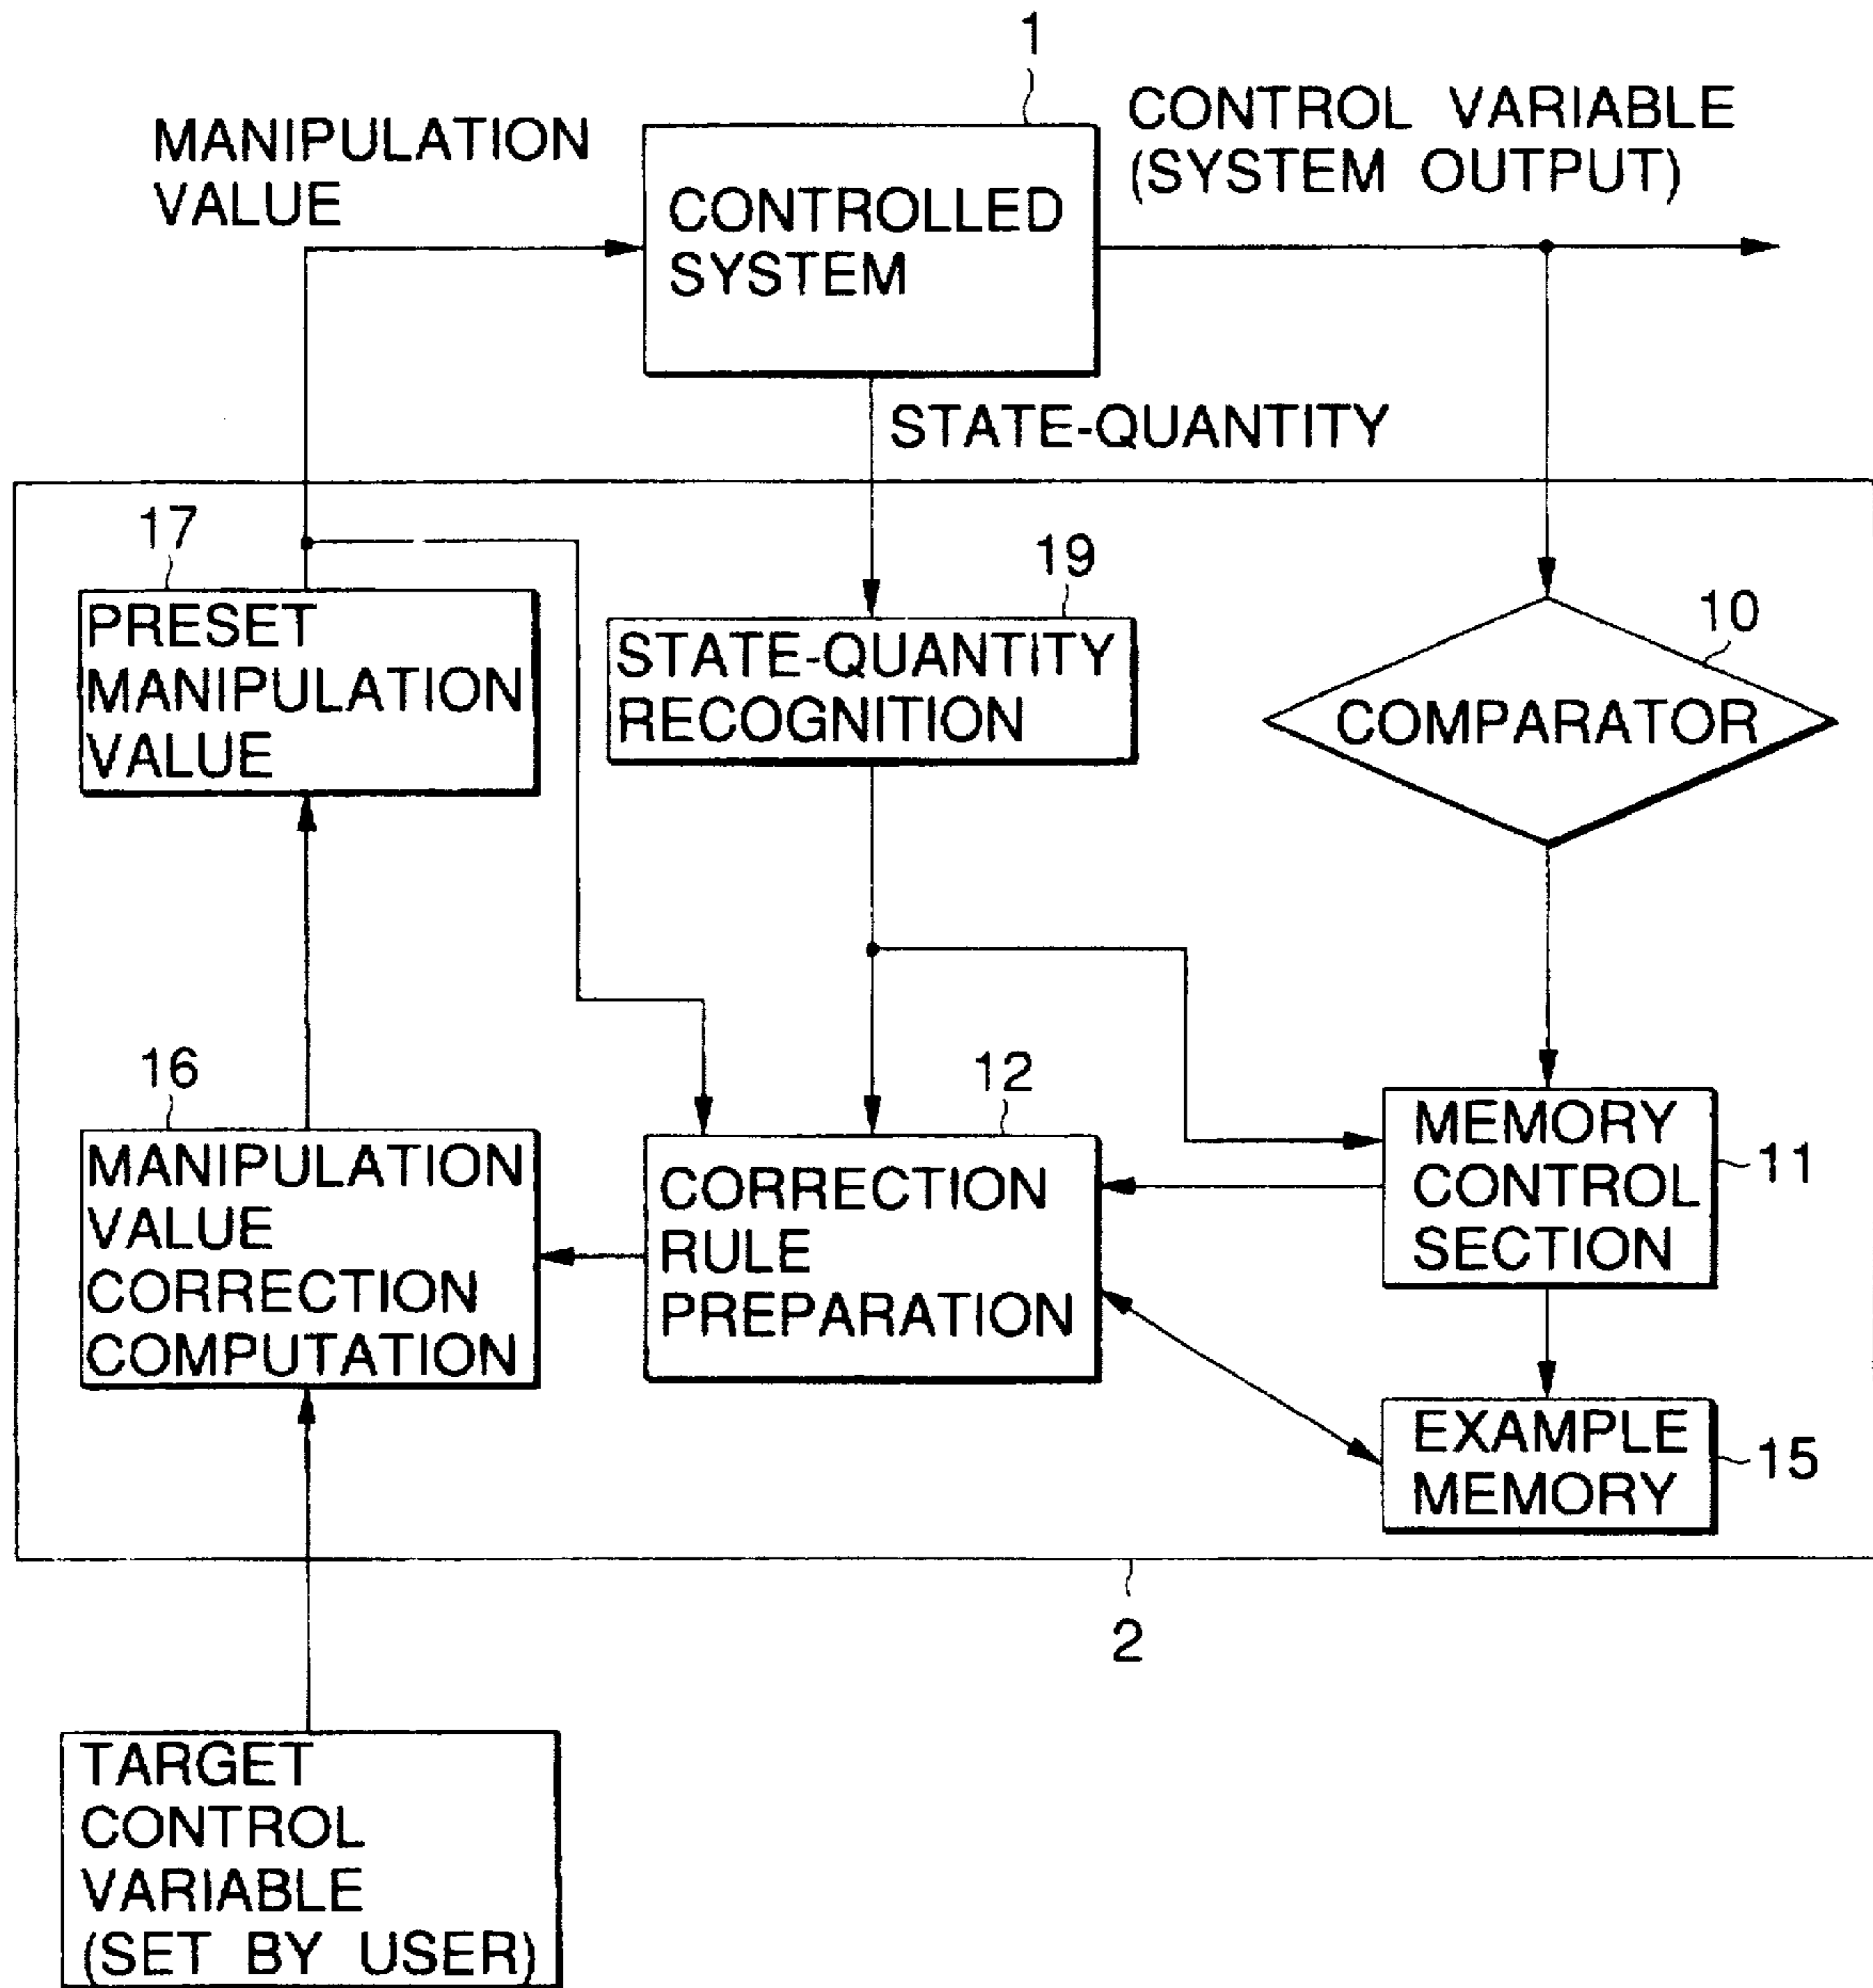 1
MANIPULATION
VALUE
CONTROLLED
SYSTEM
CONTROL VARIABLE
(SYSTEM OUTPUT)
STATE-QUANTITY
17
PRESET
MANIPULATION
VALUE
19
STATE-QUANTITY
RECOGNITION
10
COMPARATOR
16
MANIPULATION
VALUE
CORRECTION
COMPUTATION
12
CORRECTION
RULE
PREPARATION
MEMORY
CONTROL
SECTION
11
EXAMPLE
MEMORY
15
2
TARGET
CONTROL
VARIABLE
(SET BY USER)